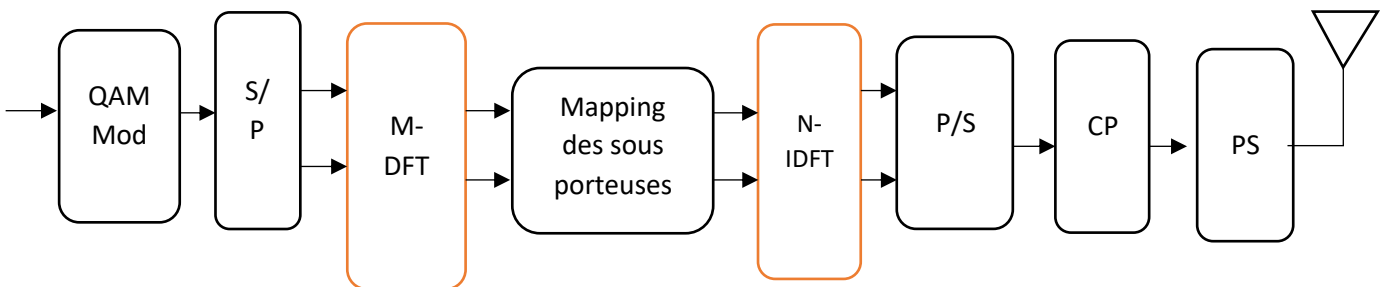 QAM
Mod
S/
P
M-
DFT
Mapping
des sous
porteuses
N-
IDFT
P/S
CP
PS